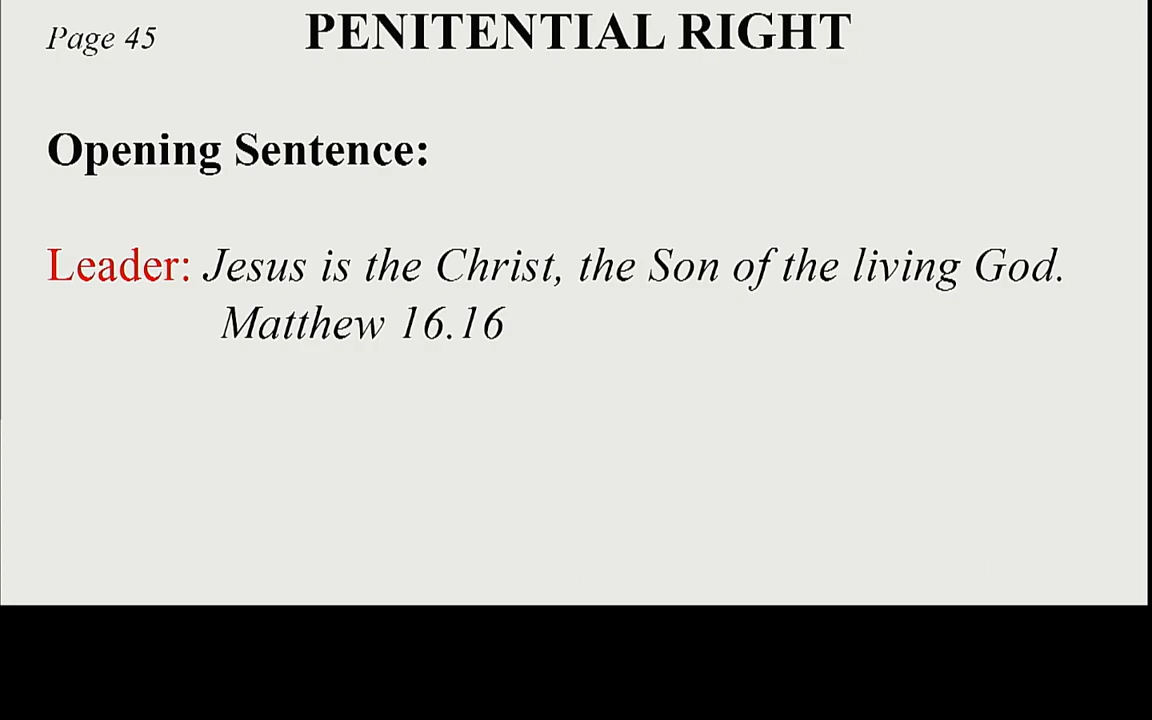 Page 45 PENITENTIAL RIGHT
Opening Sentence:
Leader: Jesus is the Christ, the Son of the living God.
Matthew 16.16